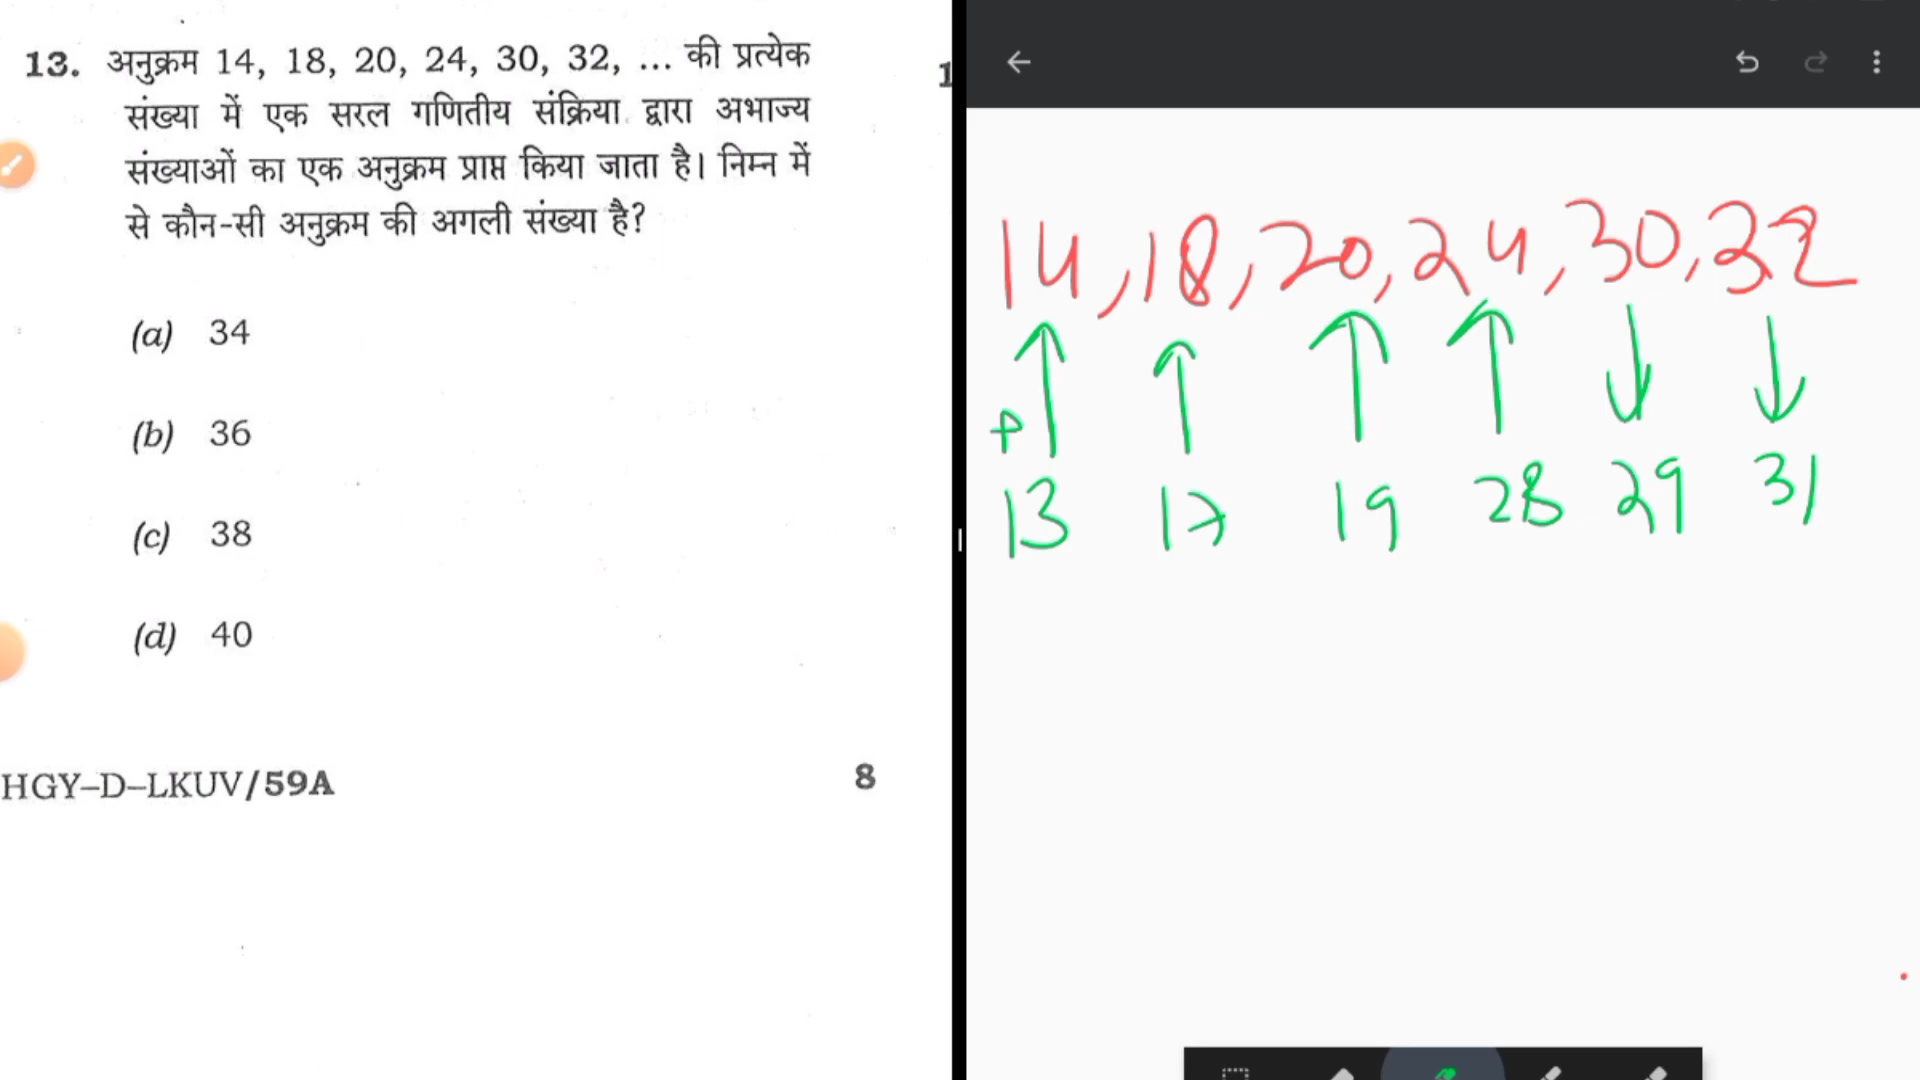 13. अनुक्रम 14, 18, 20, 24, 30, 32, ... की प्रत्येक
संख्या में एक सरल गणितीय संक्रिया द्वारा अभाज्य
संख्याओं का एक अनुक्रम प्राप्त किया जाता है। निम्न में
से कौन-सी अनुक्रम की अगली संख्या है?
(a) 34
(b) 36
(c) 38
(d) 40
HGY–D–LKUV/59A 8
1
14, 18, 20, 24, 30, 32
+
13 17 19 28 29 31